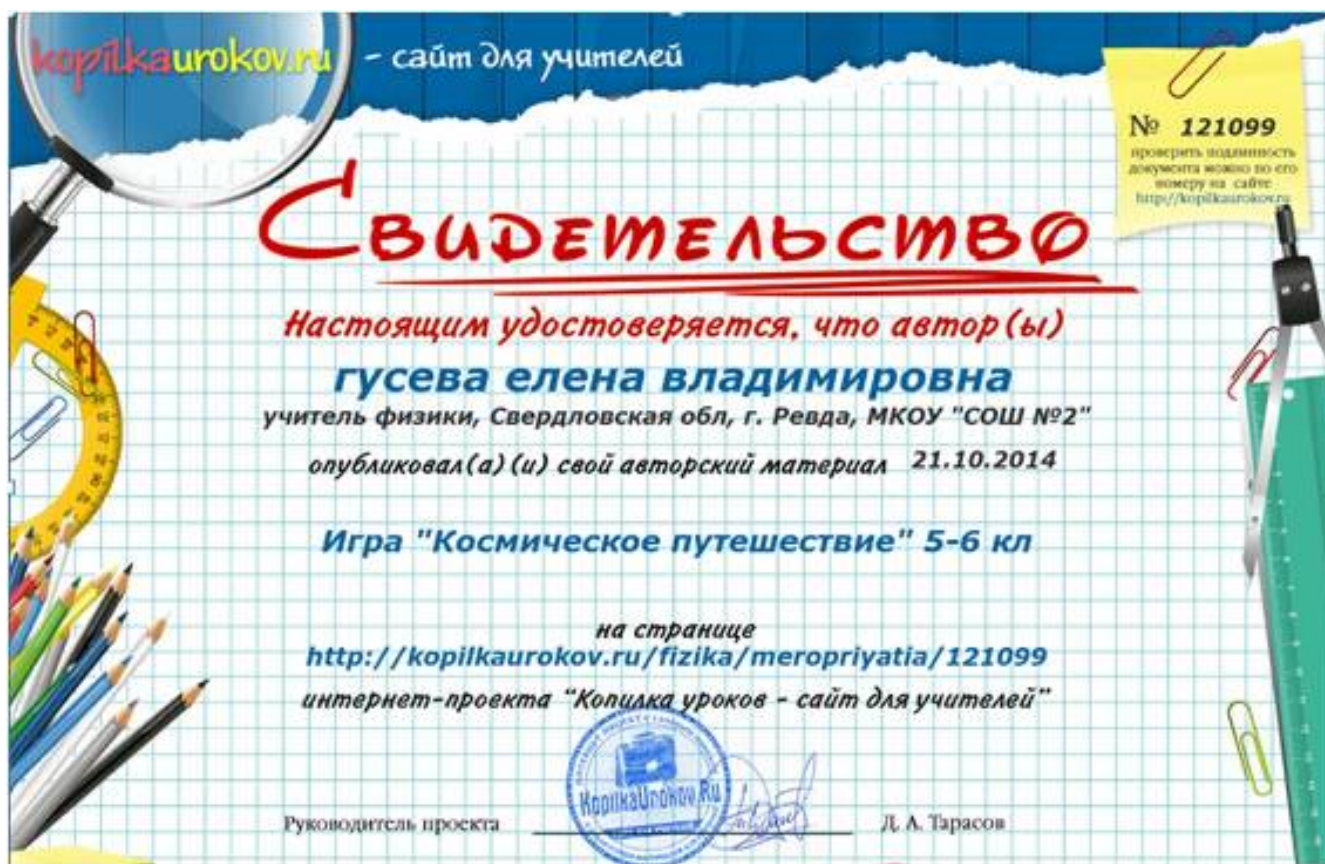 kopilkaurokov.ru - сайт для учителей
№ 121099
проверить подлинность
документа можно по его
номеру на сайте
http://kopilkaurokov.ru
Свидетельство
Настоящим удостоверяется, что автор(ы)
гусева елена владимировна
учитель физики, Свердловская обл, г. Ревда, МКОУ "СОШ №2"
опубликовал(а)(и) свой авторский материал 21.10.2014
Игра "Космическое путешествие" 5-6 кл
на странице
http://kopilkaurokov.ru/fizika/meropriyatia/121099
интернет-проекта "Копилка уроков - сайт для учителей"
KopilkaUrokov.Ru
Руководитель проекта Д. А. Тарасов